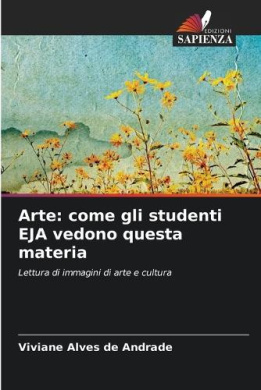 EDIZIONI
SAPIENZA
Arte: come gli studenti
EJA vedono questa
materia
Lettura di immagini di arte e cultura
Viviane Alves de Andrade